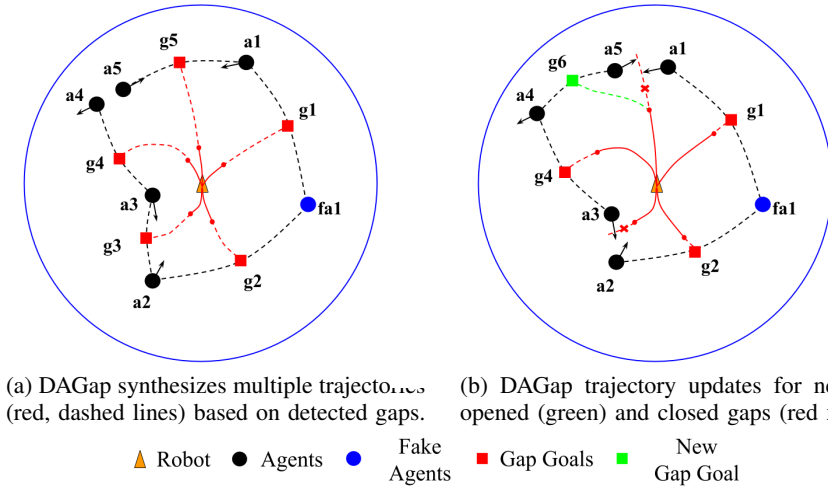 g5
a1
a5
a4
g1
g4
a3
fa1
g3
g2
a2
a5
a1
g6
a4
g1
g4
a3
fa1
g2
a2
(a) DAGap synthesizes multiple trajectories
(red, dashed lines) based on detected gaps.
(b) DAGap trajectory updates for
opened (green) and closed gaps (red
Robot
Agents
Fake
Agents
Gap Goals
New
Gap Goal